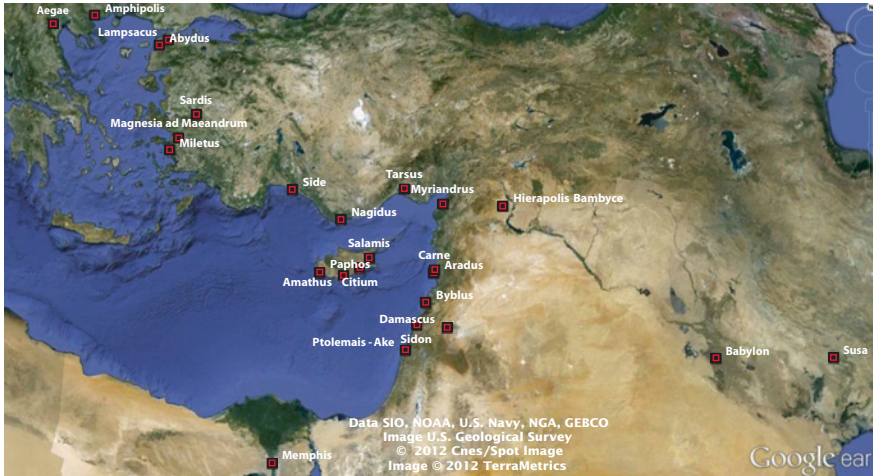 Aegae
Amphipolis
Lampsacus
Abydus
Sardis
Magnesia ad Maeandrum
Miletus
Side
Tarsus
Myriandrus
Hierapolis Bambyce
Nagidus
Salamis
Paphos
Carne
Aradus
Amathus
Citium
Byblus
Damascus
Ptolemais - Ake
Sidon
Babylon
Susa
Memphis
Data SIO, NOAA, U.S. Navy, NGA, GEBCO
Image U.S. Geological Survey
© 2012 Cnes/Spot Image
Image © 2012 TerraMetrics
Google ear